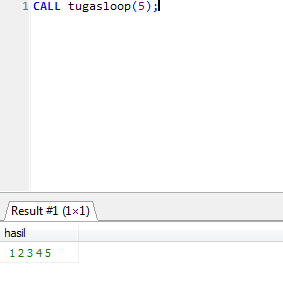 1 CALL tugasloop(5);
Result #1 (1×1)
hasil
1 2 3 4 5